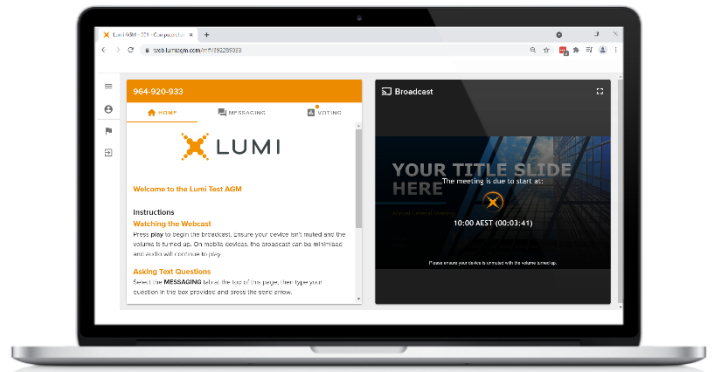 964-920-933
HOME
MESSAGING
VOTING
LUMI
Welcome to the Lumi Test AGM
Instructions
Watching the Webcast
Press play to begin the broadcast. Ensure your device isn't muted and the
volume is turned up. On mobile devices, the broadcast can be minimised
and audio will continue to play.
Asking Text Questions
Select the MESSAGING tab at the top of this page, then type your
question in the box provided and press the send arrow.
Broadcast
YOUR TITLE SLIDE
HERE
The meeting is due to start at:
10:00 AEST (00:03:41)
Please ensure your device is unmuted with the volume turned up.